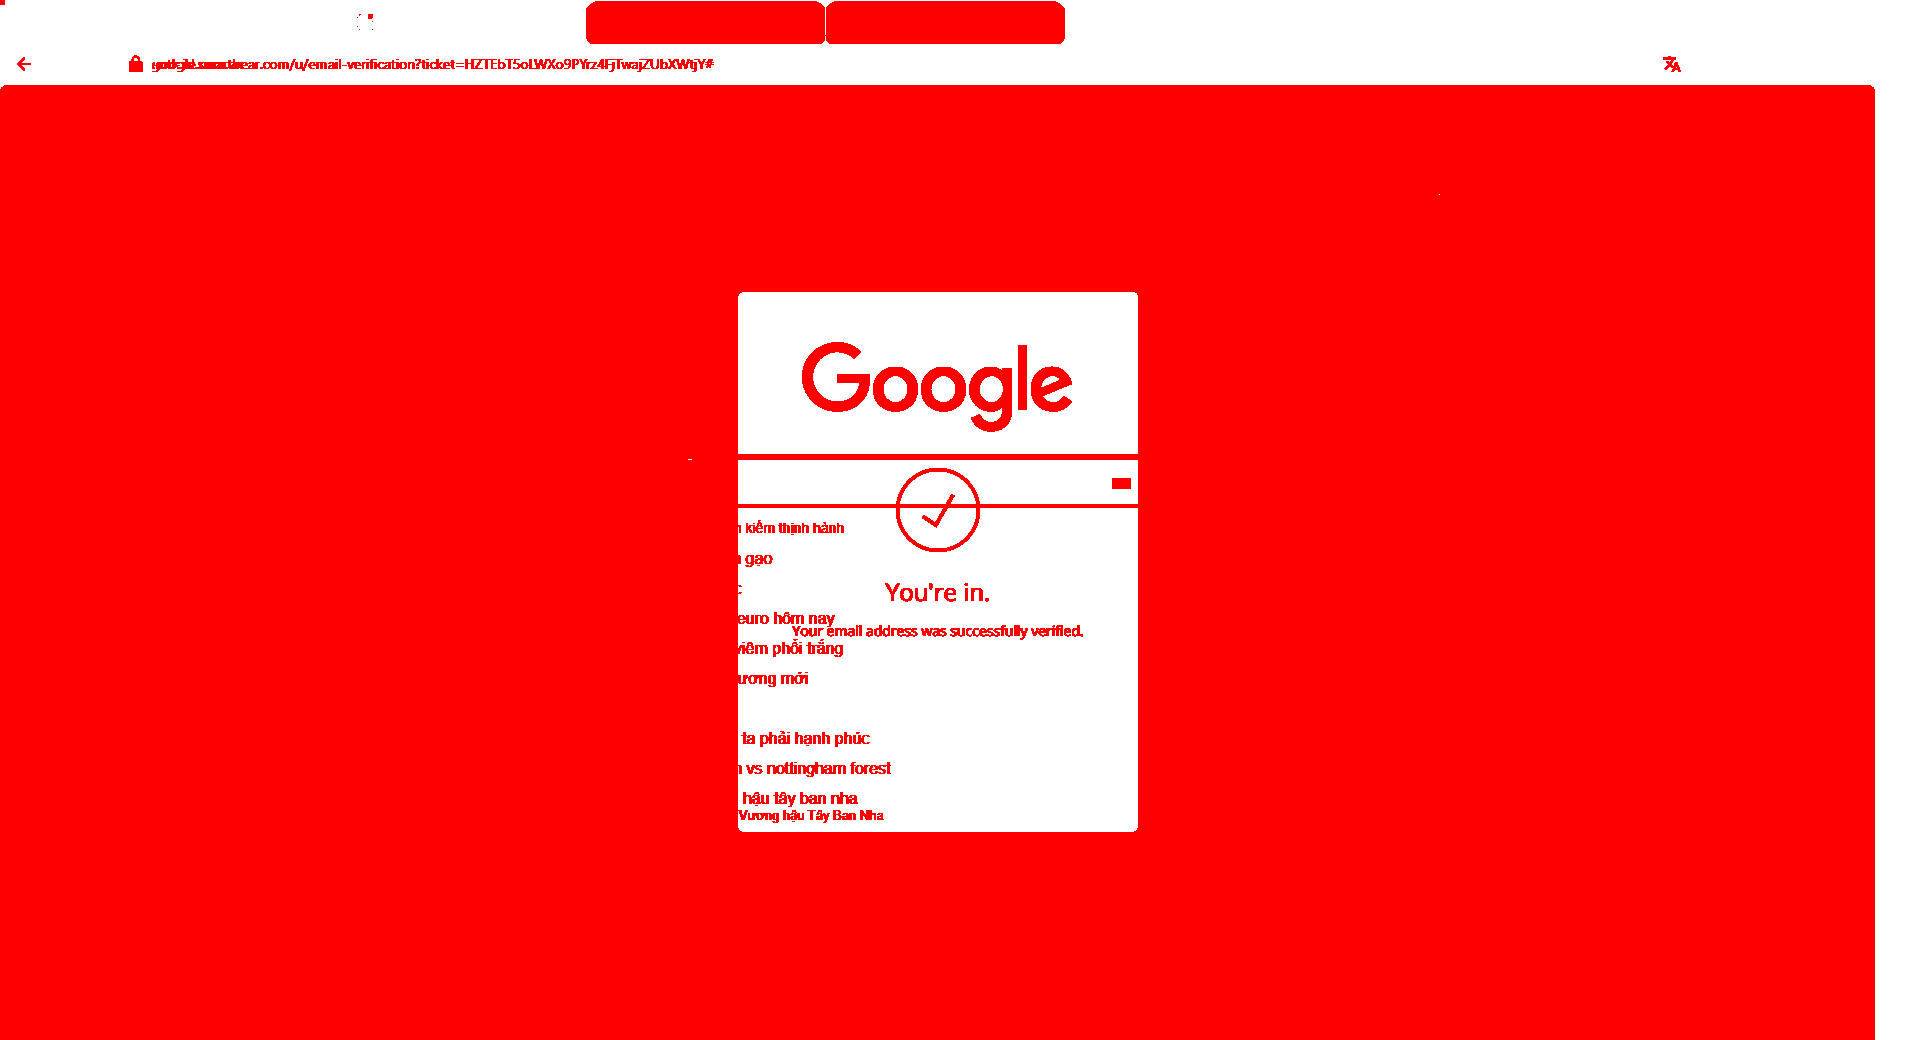 ear.com/u/email-verification?ticket=HZTEbT5oLWXo9PYrz4FjTwajZUbXWtjY#
Google
kiếm thịnh hành
gạo
You're in.
euro hôm nay
Your email address was successfully verified.
viêm phổi trắng
ương mới
ta phải hạnh phúc
vs nottingham forest
hậu tây ban nha
Vương hậu Tây Ban Nha